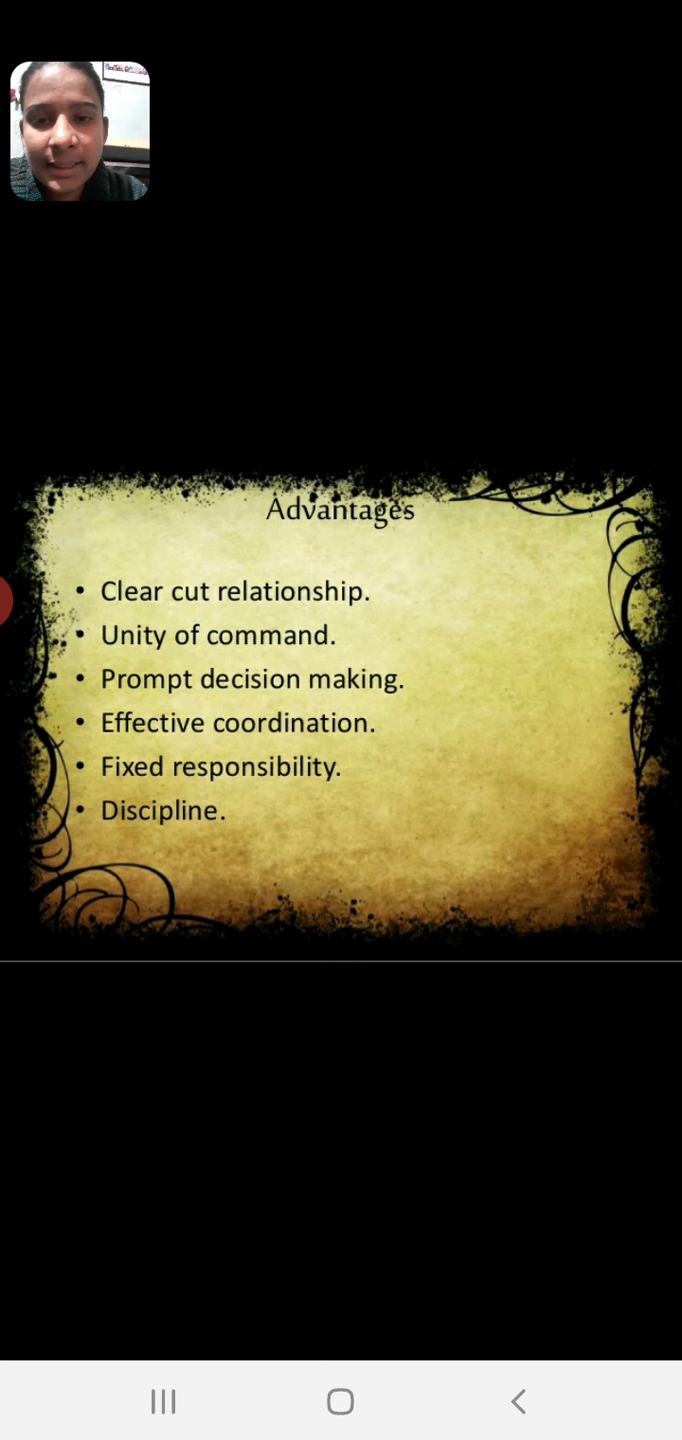 Advantages
• Clear cut relationship.
• Unity of command.
• Prompt decision making.
• Effective coordination.
• Fixed responsibility.
• Discipline.